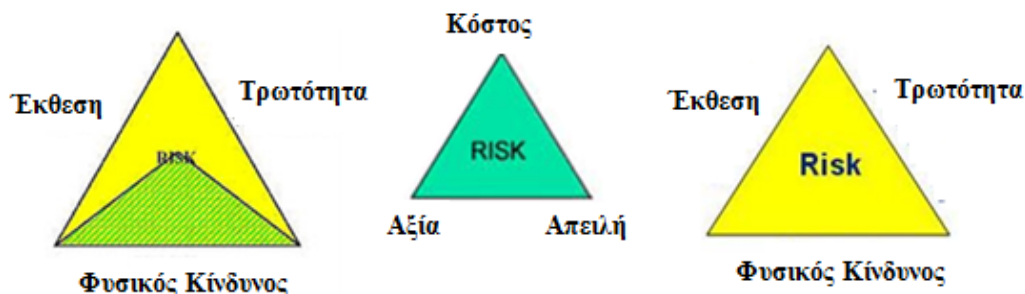 Έκθεση
Τρωτότητα
RISK
Φυσικός Κίνδυνος
Κόστος
RISK
Αξία
Απειλή
Έκθεση
Τρωτότητα
Risk
Φυσικός Κίνδυνος